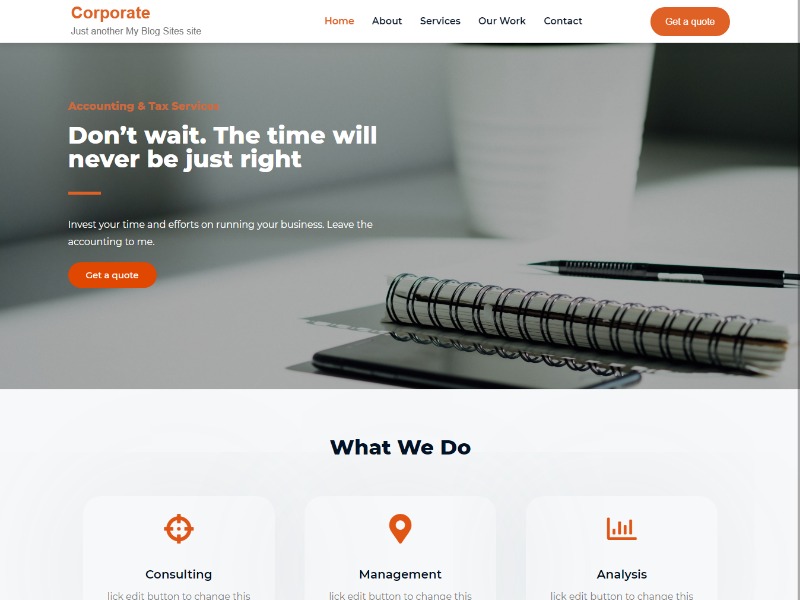 Corporate
Just another My Blog Sites site
Home About Services Our Work Contact
Get a quote
Accounting & Tax Services
Don’t wait. The time will
never be just right
Invest your time and efforts on running your business. Leave the
accounting to me.
Get a quote
What We Do
Consulting
Management
Analysis
lick edit button to change this
lick edit button to change this
lick edit button to change this